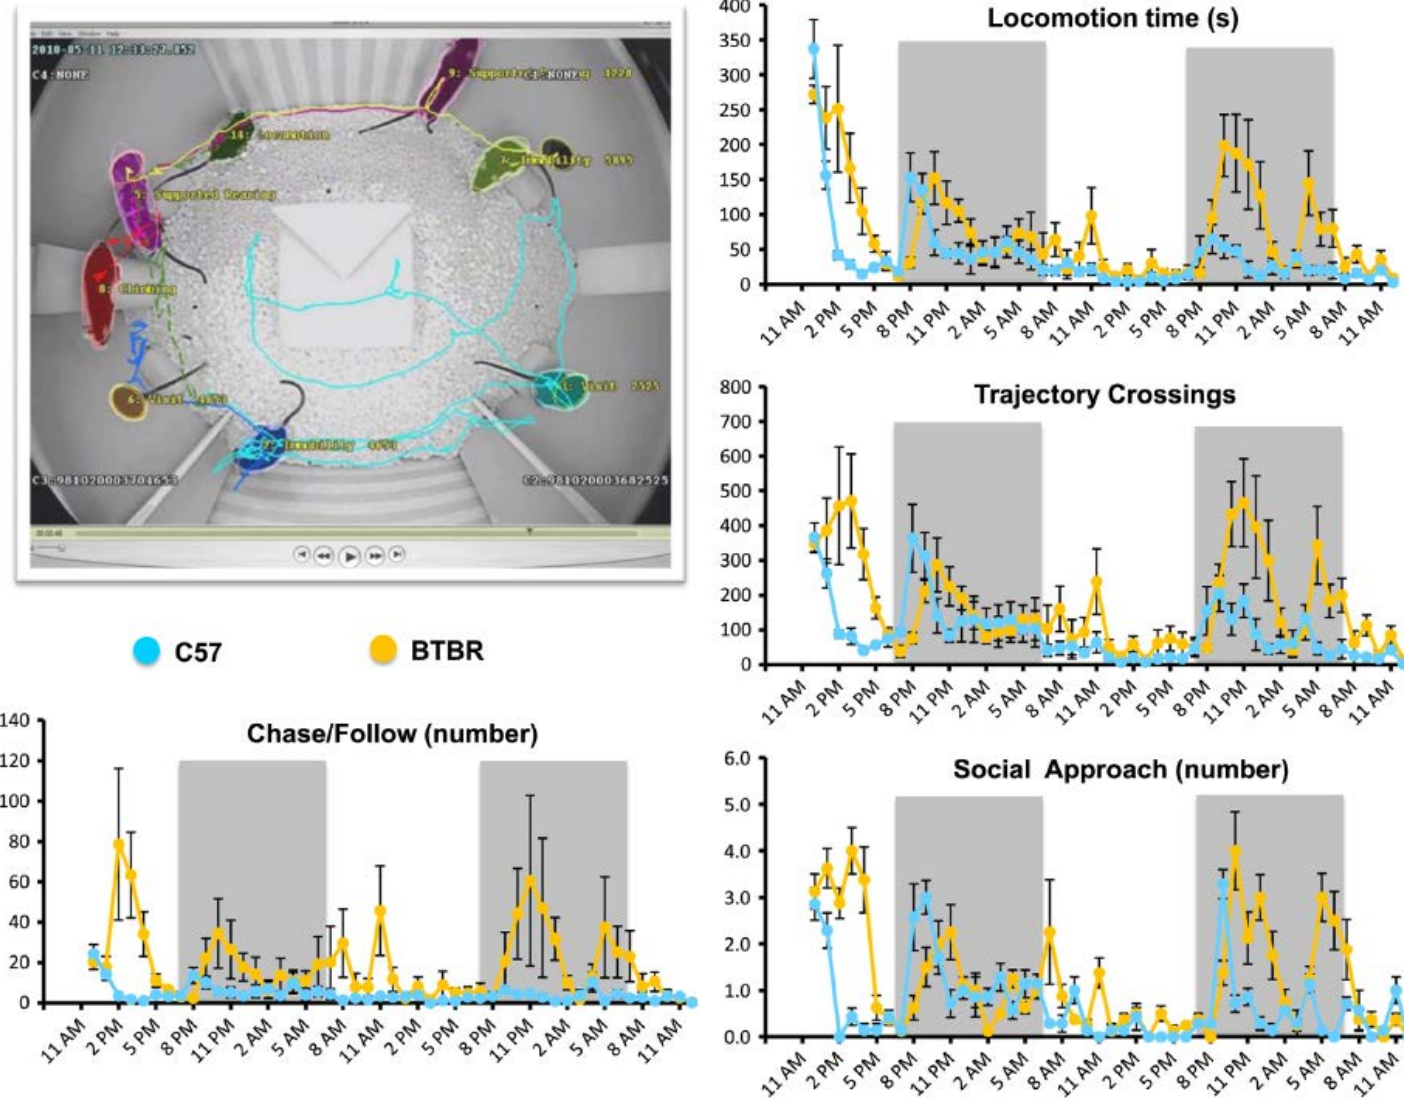 2010-05-11 12:33:27.852
C4:NONE
C1:NONE
14: Locomotion
7: Immobility 5895
5: Supported Rearing
8: Climbing
6: Visit 4653
1: Visit 2525
2: Immobility 4653
C3:981020003704653
C2:981020003682525
C57
BTBR
Locomotion time (s)
400
350
300
250
200
150
100
50
0
11 AM 2 PM 5 PM 8 PM 11 PM 2 AM 5 AM 8 AM 11 AM 2 PM 5 PM 8 PM 11 PM 2 AM 5 AM 8 AM 11 AM
Trajectory Crossings
800
700
600
500
400
300
200
100
0
11 AM 2 PM 5 PM 8 PM 11 PM 2 AM 5 AM 8 AM 11 AM 2 PM 5 PM 8 PM 11 PM 2 AM 5 AM 8 AM 11 AM
Chase/Follow (number)
140
120
100
80
60
40
20
0
11 AM 2 PM 5 PM 8 PM 11 PM 2 AM 5 AM 8 AM 11 AM 2 PM 5 PM 8 PM 11 PM 2 AM 5 AM 8 AM 11 AM
Social Approach (number)
6.0
5.0
4.0
3.0
2.0
1.0
0.0
11 AM 2 PM 5 PM 8 PM 11 PM 2 AM 5 AM 8 AM 11 AM 2 PM 5 PM 8 PM 11 PM 2 AM 5 AM 8 AM 11 AM